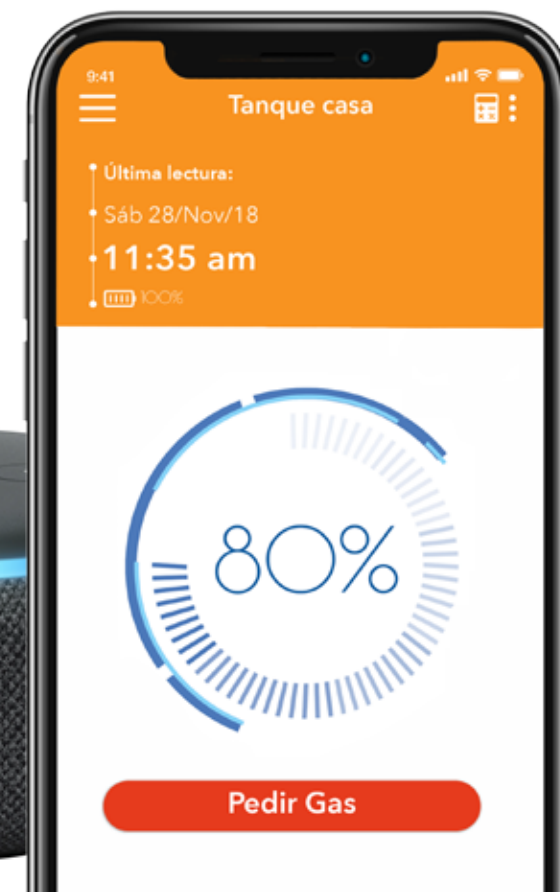 9:41
Tanque casa
Última lectura:
Sáb 28/Nov/18
11:35 am
100%
80%
Pedir Gas